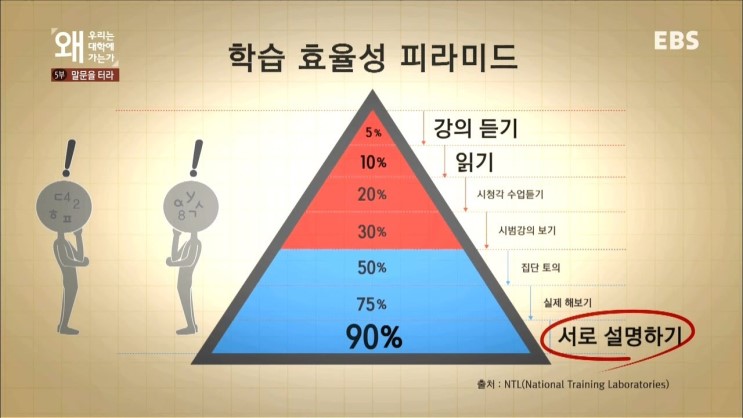 왜
우리는
대학에
가는가
5부 말문을 터라
EBS
학습 효율성 피라미드
5% 강의 듣기
10% 읽기
20% 시청각 수업듣기
30% 시범강의 보기
50% 집단 토의
75% 실제 해보기
90% 서로 설명하기
출처 : NTL(National Training Laboratories)
!
!